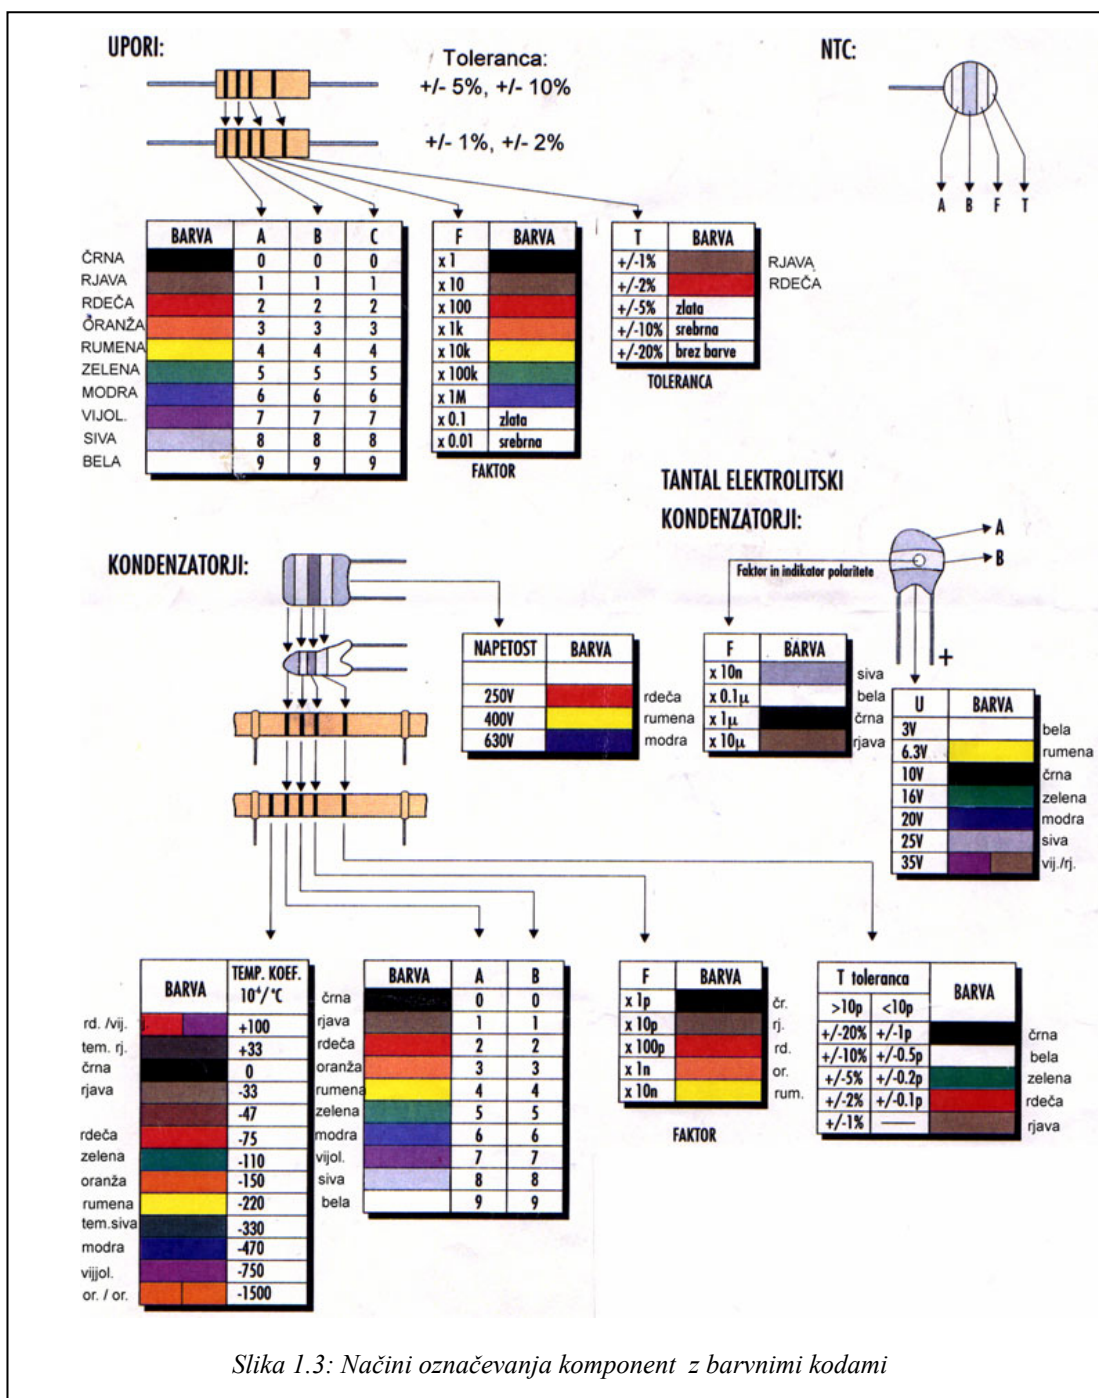 UPORI:
Toleranca:
+/- 5%, +/- 10%
+/- 1%, +/- 2%
NTC:
A B F T
BARVA A B C
ČRNA 0 0 0
RJAVA 1 1 1
RDEČA 2 2 2
ORANŽA 3 3 3
RUMENA 4 4 4
ZELENA 5 5 5
MODRA 6 6 6
VIJOL. 7 7 7
SIVA 8 8 8
BELA 9 9 9
F BARVA
x 1
x 10
x 100
x 1k
x 10k
x 100k
x 1M
x 0.1 zlata
x 0.01 srebrna
FAKTOR
T BARVA
+/-1% RJAVA
+/-2% RDEČA
+/-5% zlata
+/-10% srebrna
+/-20% brez barve
TOLERANCA
TANTAL ELEKTROLITSKI
KONDENZATORJI:
A
B
Faktor in indikator polaritete
+
KONDENZATORJI:
NAPETOST BARVA
250V rdeča
400V rumena
630V modra
F BARVA
x 10n siva
x 0.1µ bela
x 1µ črna
x 10µ rjava
U BARVA
3V bela
6.3V rumena
10V črna
16V zelena
20V modra
25V siva
35V vij./rj.
BARVA TEMP. KOEF.
10⁻⁶/°C
rd. /vij. j. +100
tem. rj. +33
črna 0
rjava -33
-47
rdeča -75
zelena -110
oranža -150
rumena -220
tem.siva -330
modra -470
vijjol. -750
or. / or. -1500
BARVA A B
črna 0 0
rjava 1 1
rdeča 2 2
oranža 3 3
rumena 4 4
zelena 5 5
modra 6 6
vijol. 7 7
siva 8 8
bela 9 9
F BARVA
x 1p čr.
x 10p rj.
x 100p rd.
x 1n or.
x 10n rum.
FAKTOR
T toleranca BARVA
>10p <10p
+/-20% +/-1p črna
+/-10% +/-0.5p bela
+/-5% +/-0.2p zelena
+/-2% +/-0.1p rdeča
+/-1% —— rjava
Slika 1.3: Načini označevanja komponent z barvnimi kodami